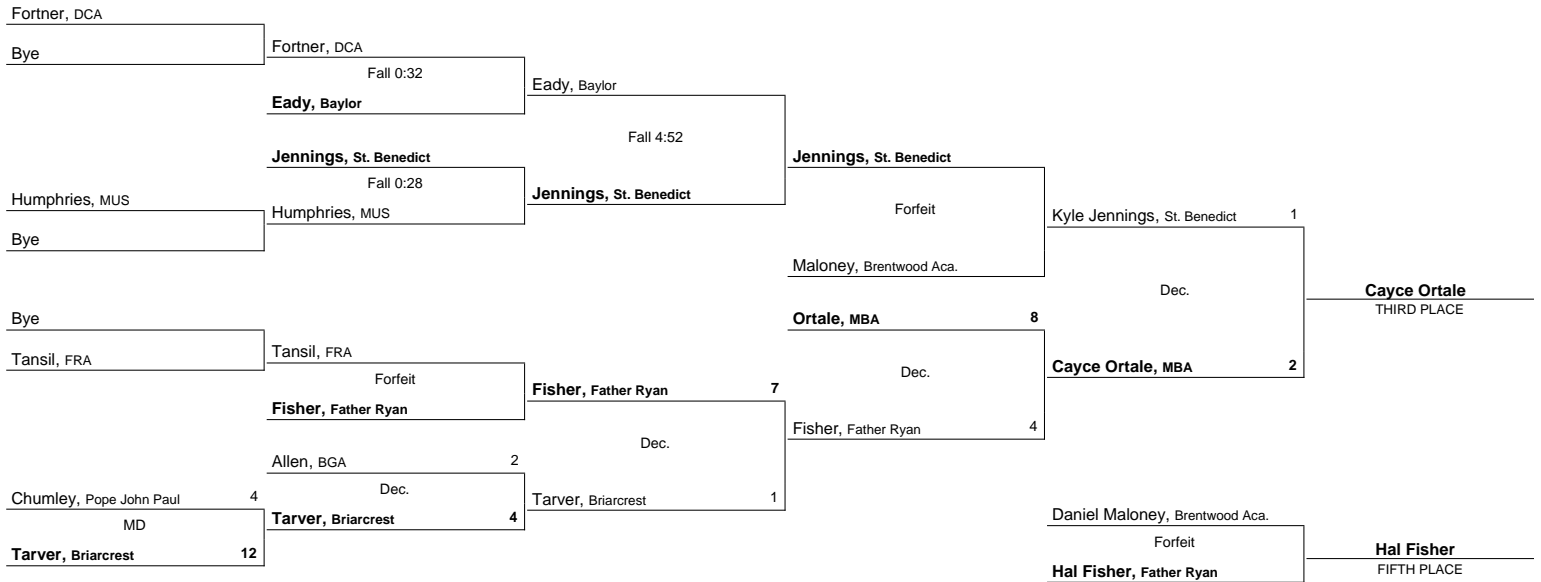 Fortner, DCA
Bye
Fortner, DCA
Fall 0:32
Eady, Baylor
Eady, Baylor
Fall 4:52
Jennings, St. Benedict
Fall 0:28
Humphries, MUS
Humphries, MUS
Bye
Jennings, St. Benedict
Jennings, St. Benedict
Forfeit
Maloney, Brentwood Aca.
Kyle Jennings, St. Benedict 1
Dec.
Cayce Ortale
THIRD PLACE
Bye
Tansil, FRA
Tansil, FRA
Forfeit
Fisher, Father Ryan
Fisher, Father Ryan 7
Dec.
Ortale, MBA 8
Dec.
Fisher, Father Ryan 4
Cayce Ortale, MBA 2
Allen, BGA 2
Dec.
Tarver, Briarcrest 4
Tarver, Briarcrest 1
Chumley, Pope John Paul 4
MD
Tarver, Briarcrest 12
Daniel Maloney, Brentwood Aca.
Forfeit
Hal Fisher, Father Ryan
Hal Fisher
FIFTH PLACE